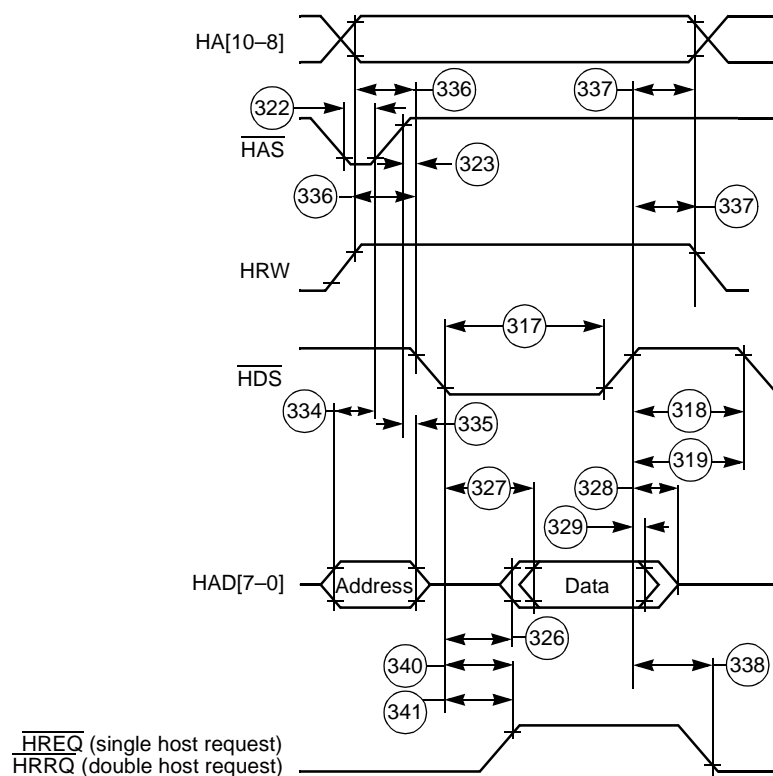 HA[10–8]
336
337
322
HAS
323
336
337
HRW
317
HDS
334
335
318
319
327
328
329
HAD[7–0]
Address
Data
326
340
338
341
HREQ (single host request)
HRRQ (double host request)